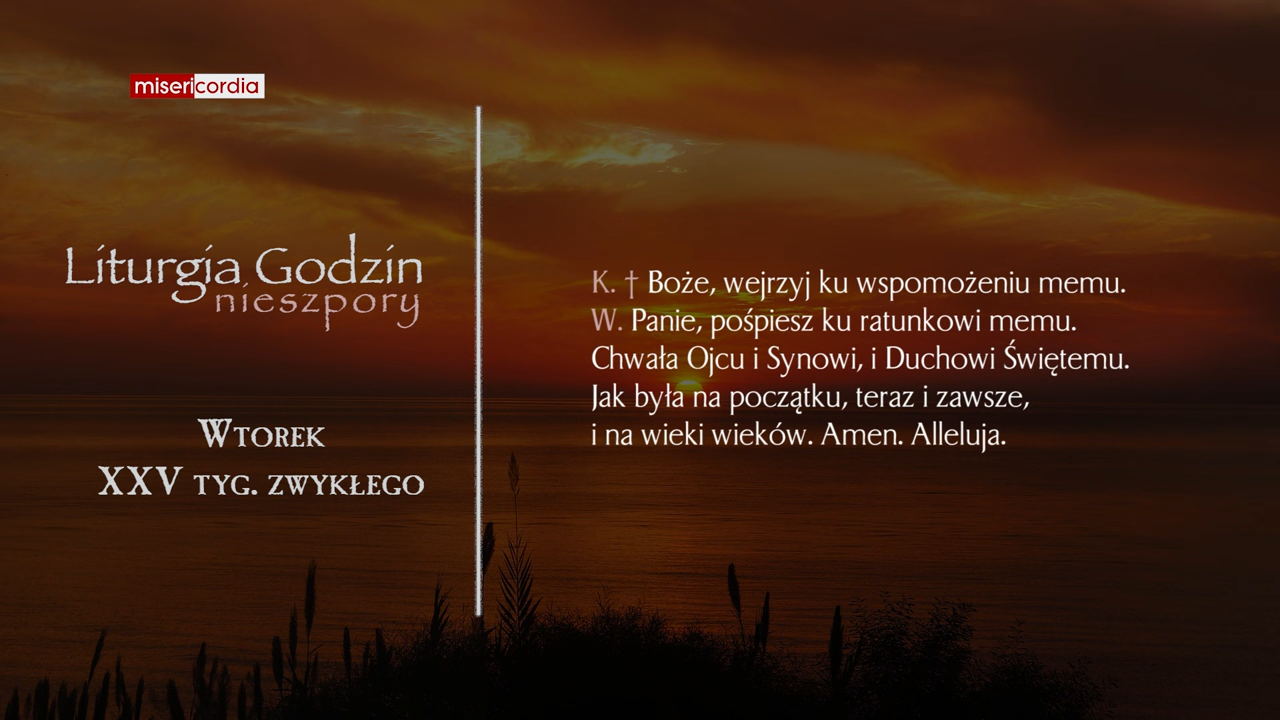 misericordia
Liturgia Godzin
nieszpory
Wtorek
XXV tyg. zwykłego
K. † Boże, wejrzyj ku wspomożeniu memu.
W. Panie, pośpiesz ku ratunkowi memu.
Chwała Ojcu i Synowi, i Duchowi Świętemu.
Jak była na początku, teraz i zawsze,
i na wieki wieków. Amen. Alleluja.